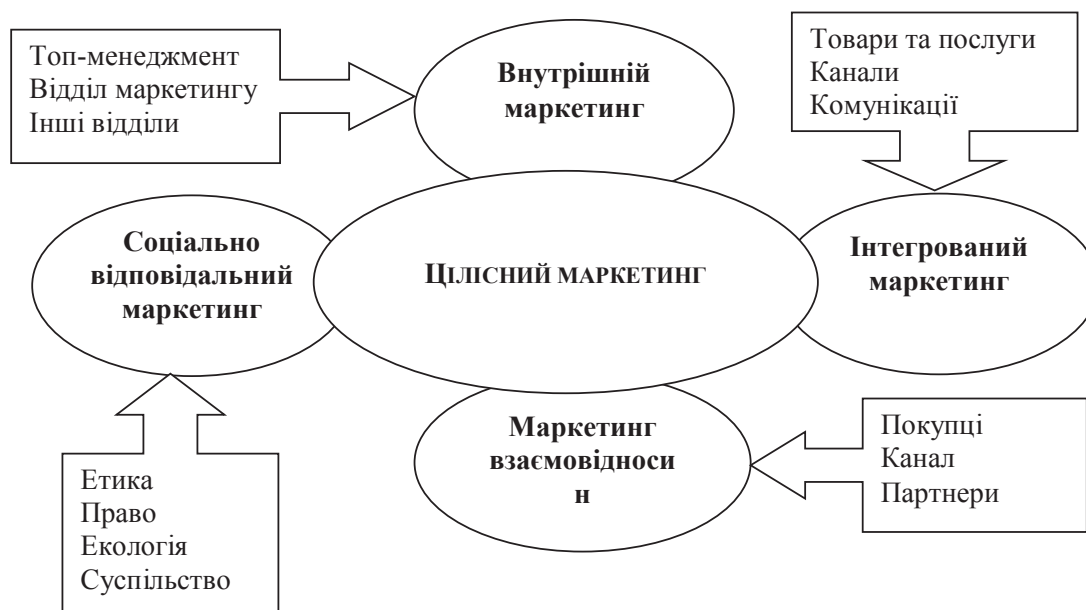 Топ-менеджмент
Відділ маркетингу
Інші відділи
Внутрішній
маркетинг
Товари та послуги
Канали
Комунікації
Соціально
відповідальний
маркетинг
ЦІЛІСНИЙ МАРКЕТИНГ
Інтегрований
маркетинг
Маркетинг
взаємовідноси
н
Покупці
Канал
Партнери
Етика
Право
Екологія
Суспільство